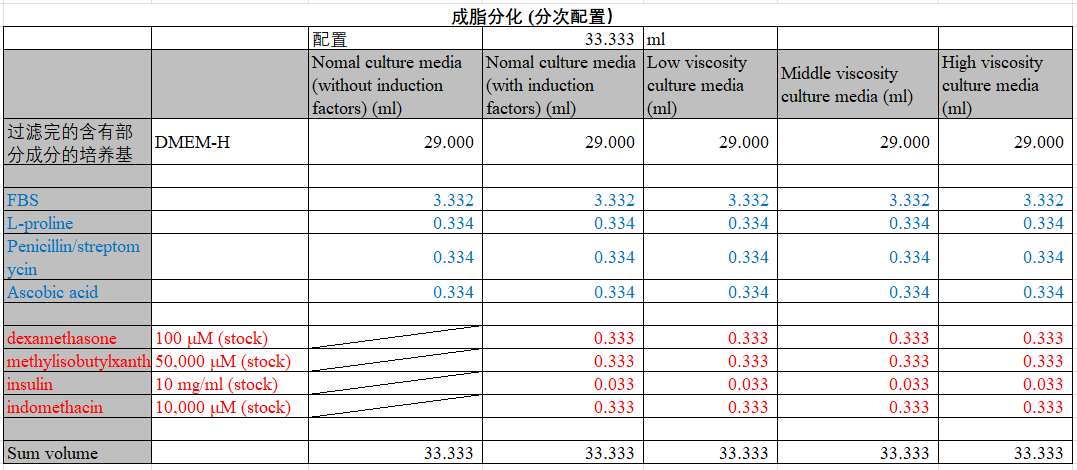 成脂分化 (分次配置)
配置 33.333 ml
Nomal culture media (without induction factors) (ml) Nomal culture media (with induction factors) (ml) Low viscosity culture media (ml) Middle viscosity culture media (ml) High viscosity culture media (ml)
过滤完的含有部分成分的培养基 DMEM-H 29.000 29.000 29.000 29.000 29.000
FBS 3.332 3.332 3.332 3.332 3.332
L-proline 0.334 0.334 0.334 0.334 0.334
Penicillin/streptomycin 0.334 0.334 0.334 0.334 0.334
Ascobic acid 0.334 0.334 0.334 0.334 0.334
dexamethasone 100 μM (stock) 0.333 0.333 0.333 0.333
methylisobutylxanth 50,000 μM (stock) 0.333 0.333 0.333 0.333
insulin 10 mg/ml (stock) 0.033 0.033 0.033 0.033
indomethacin 10,000 μM (stock) 0.333 0.333 0.333 0.333
Sum volume 33.333 33.333 33.333 33.333 33.333